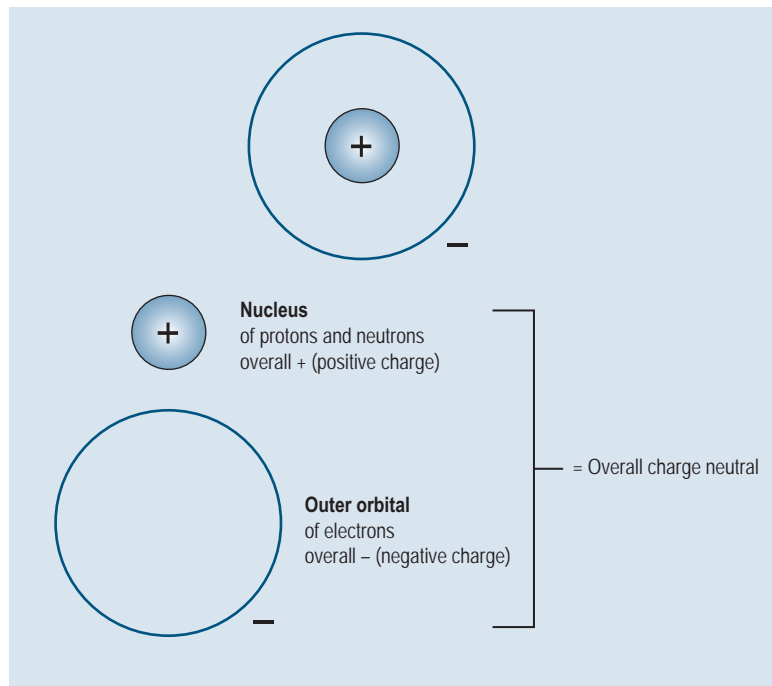 +
–
+
Nucleus
of protons and neutrons
overall + (positive charge)
= Overall charge neutral
Outer orbital
of electrons
overall – (negative charge)
–